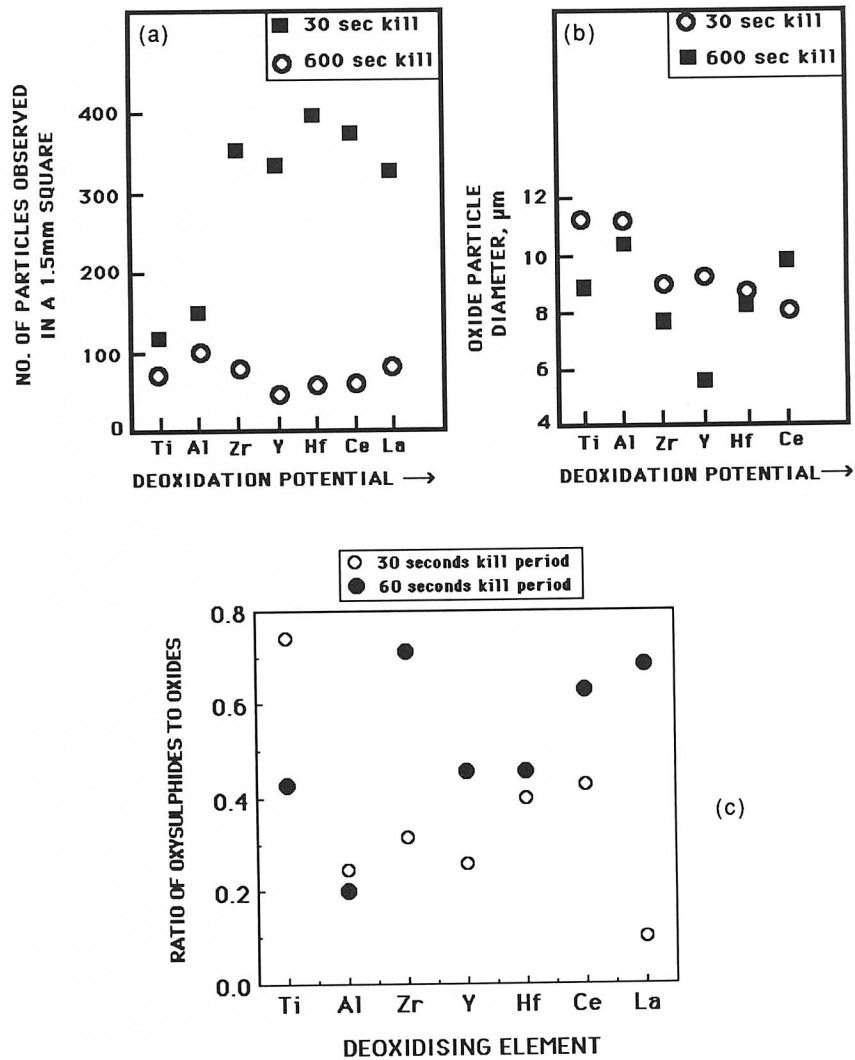 (a)
30 sec kill
600 sec kill
NO. OF PARTICLES OBSERVED
IN A 1.5mm SQUARE
400
300
200
100
0
Ti Al Zr Y Hf Ce La
DEOXIDATION POTENTIAL →
(b)
30 sec kill
600 sec kill
OXIDE PARTICLE
DIAMETER, µm
12
10
8
6
4
Ti Al Zr Y Hf Ce
DEOXIDATION POTENTIAL →
30 seconds kill period
60 seconds kill period
RATIO OF OXYSULPHIDES TO OXIDES
0.8
0.6
0.4
0.2
0.0
(c)
Ti Al Zr Y Hf Ce La
DEOXIDISING ELEMENT